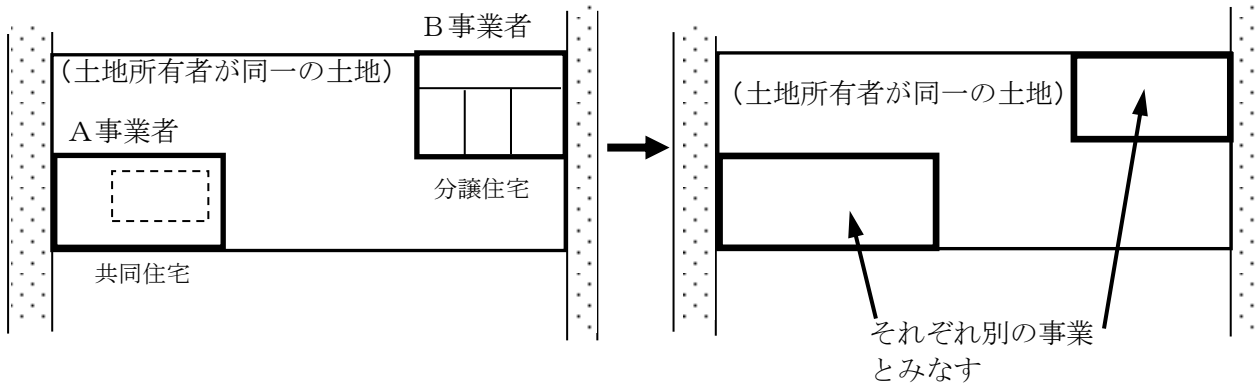 B事業者
(土地所有者が同一の土地)
A事業者
分譲住宅
共同住宅
(土地所有者が同一の土地)
それぞれ別の事業
とみなす